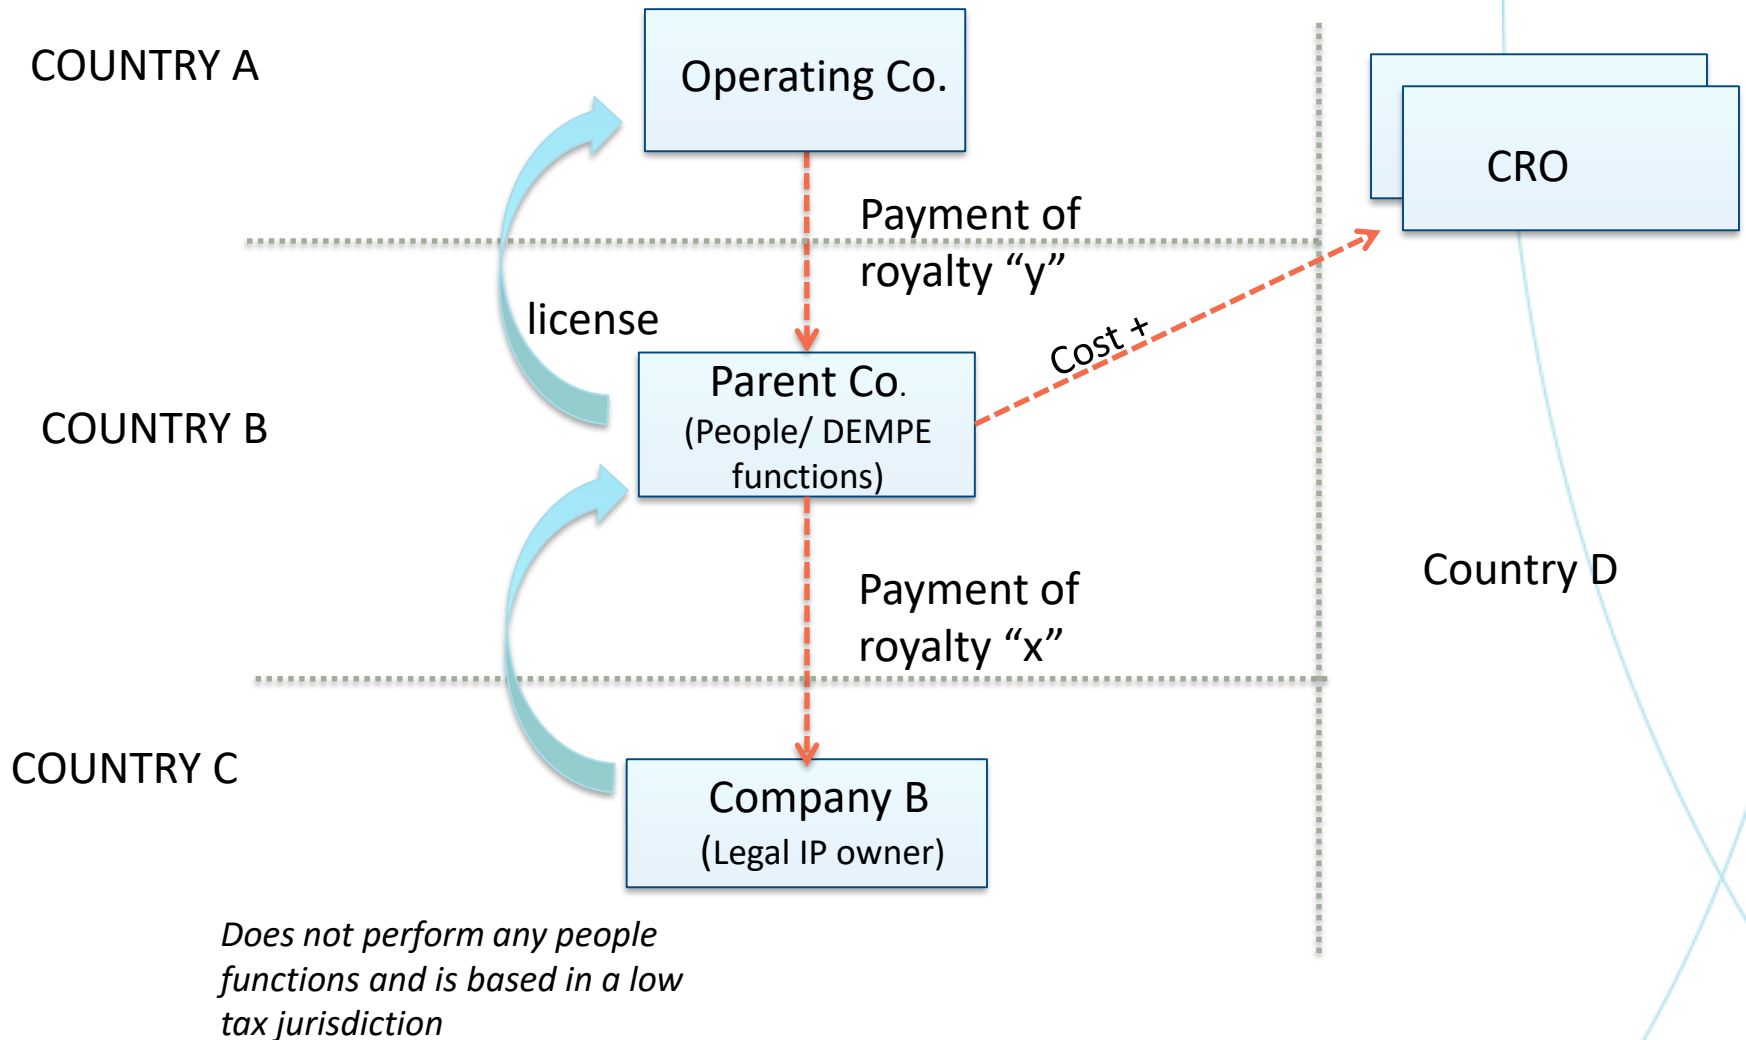 COUNTRY A
Operating Co.
CRO
Payment of
royalty “y”
license
Cost +
COUNTRY B
Parent Co.
(People/ DEMPE
functions)
Country D
Payment of
royalty “x”
COUNTRY C
Company B
(Legal IP owner)
Does not perform any people
functions and is based in a low
tax jurisdiction